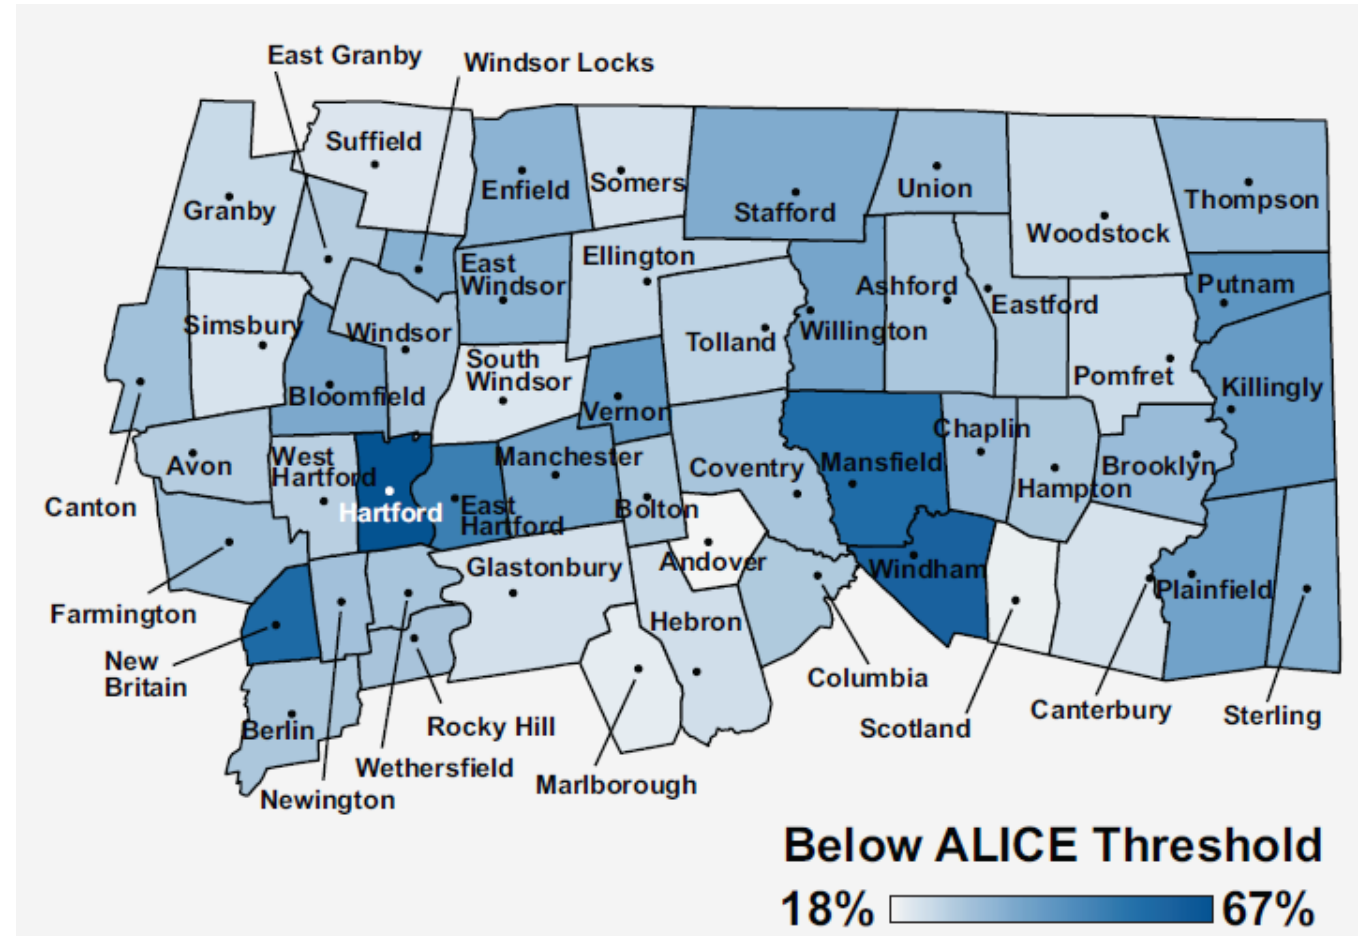 East Granby
Windsor Locks
Suffield
Enfield
Somers
Stafford
Union
Thompson
Granby
Woodstock
Ellington
East
Windsor
Ashford
Eastford
Putnam
Simsbury
Windsor
Tolland
Willington
South
Windsor
Pomfret
Killingly
Bloomfield
Vernon
Chaplin
Avon
West
Hartford
Manchester
Coventry
Mansfield
Brooklyn
Hampton
Canton
Hartford
East
Hartford
Bolton
Andover
Windham
Glastonbury
Plainfield
Farmington
Hebron
New
Britain
Columbia
Canterbury
Sterling
Scotland
Berlin
Rocky Hill
Wethersfield
Marlborough
Newington
Below ALICE Threshold
18%
67%